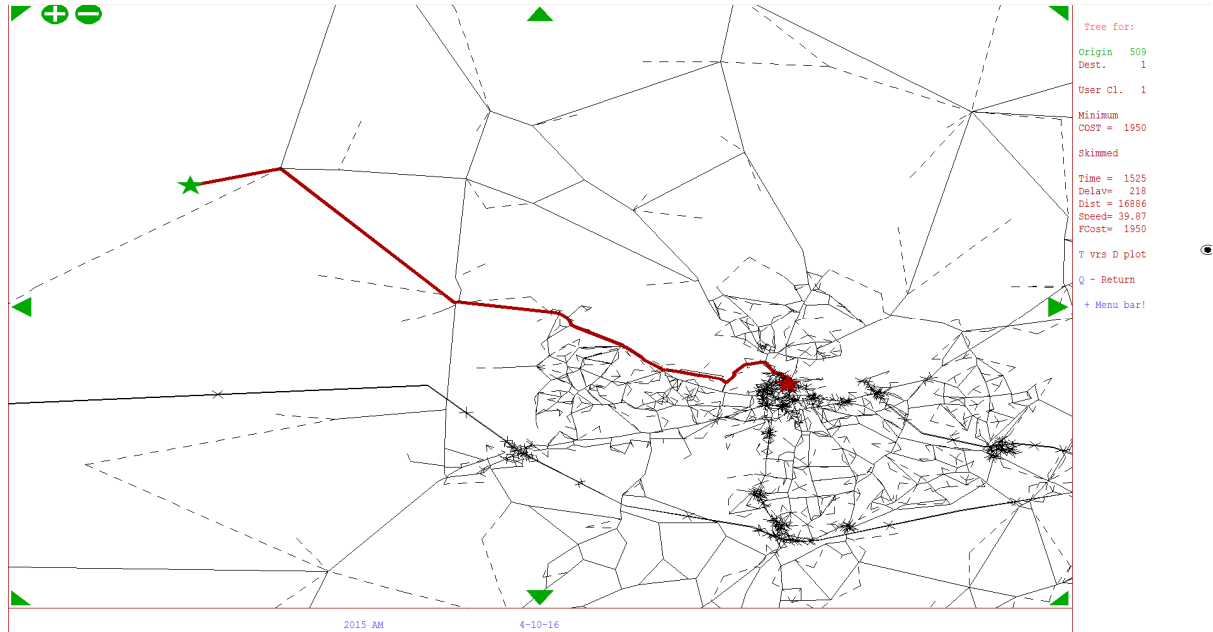 Tree for:
Origin 509
Dest. 1
User Cl. 1
Minimum
COST = 1950
Skimmed
Time = 1525
Delay= 218
Dist = 16886
Speed= 39.87
FCost= 1950
T vrs D plot
Q - Return
+ Menu bar!
2015 AM 4-10-16